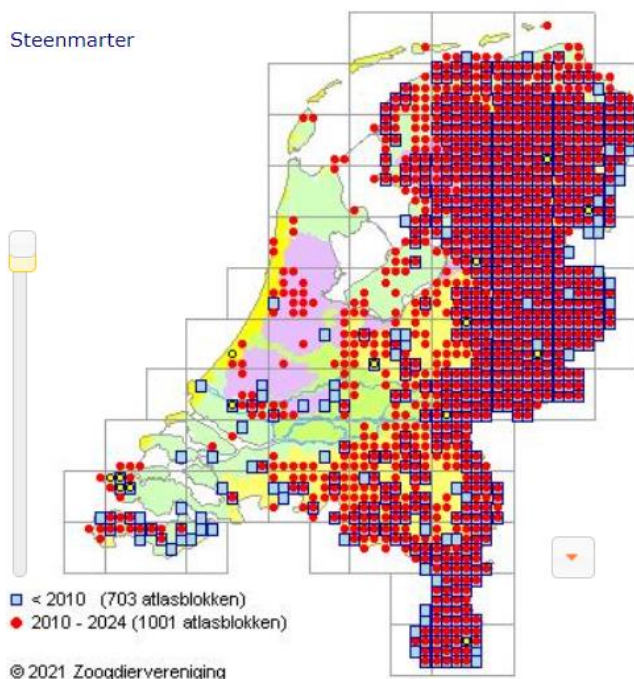 Steenmarter
< 2010 (703 atlasblokken)
2010 - 2024 (1001 atlasblokken)
© 2021 Zoogdiervereniging